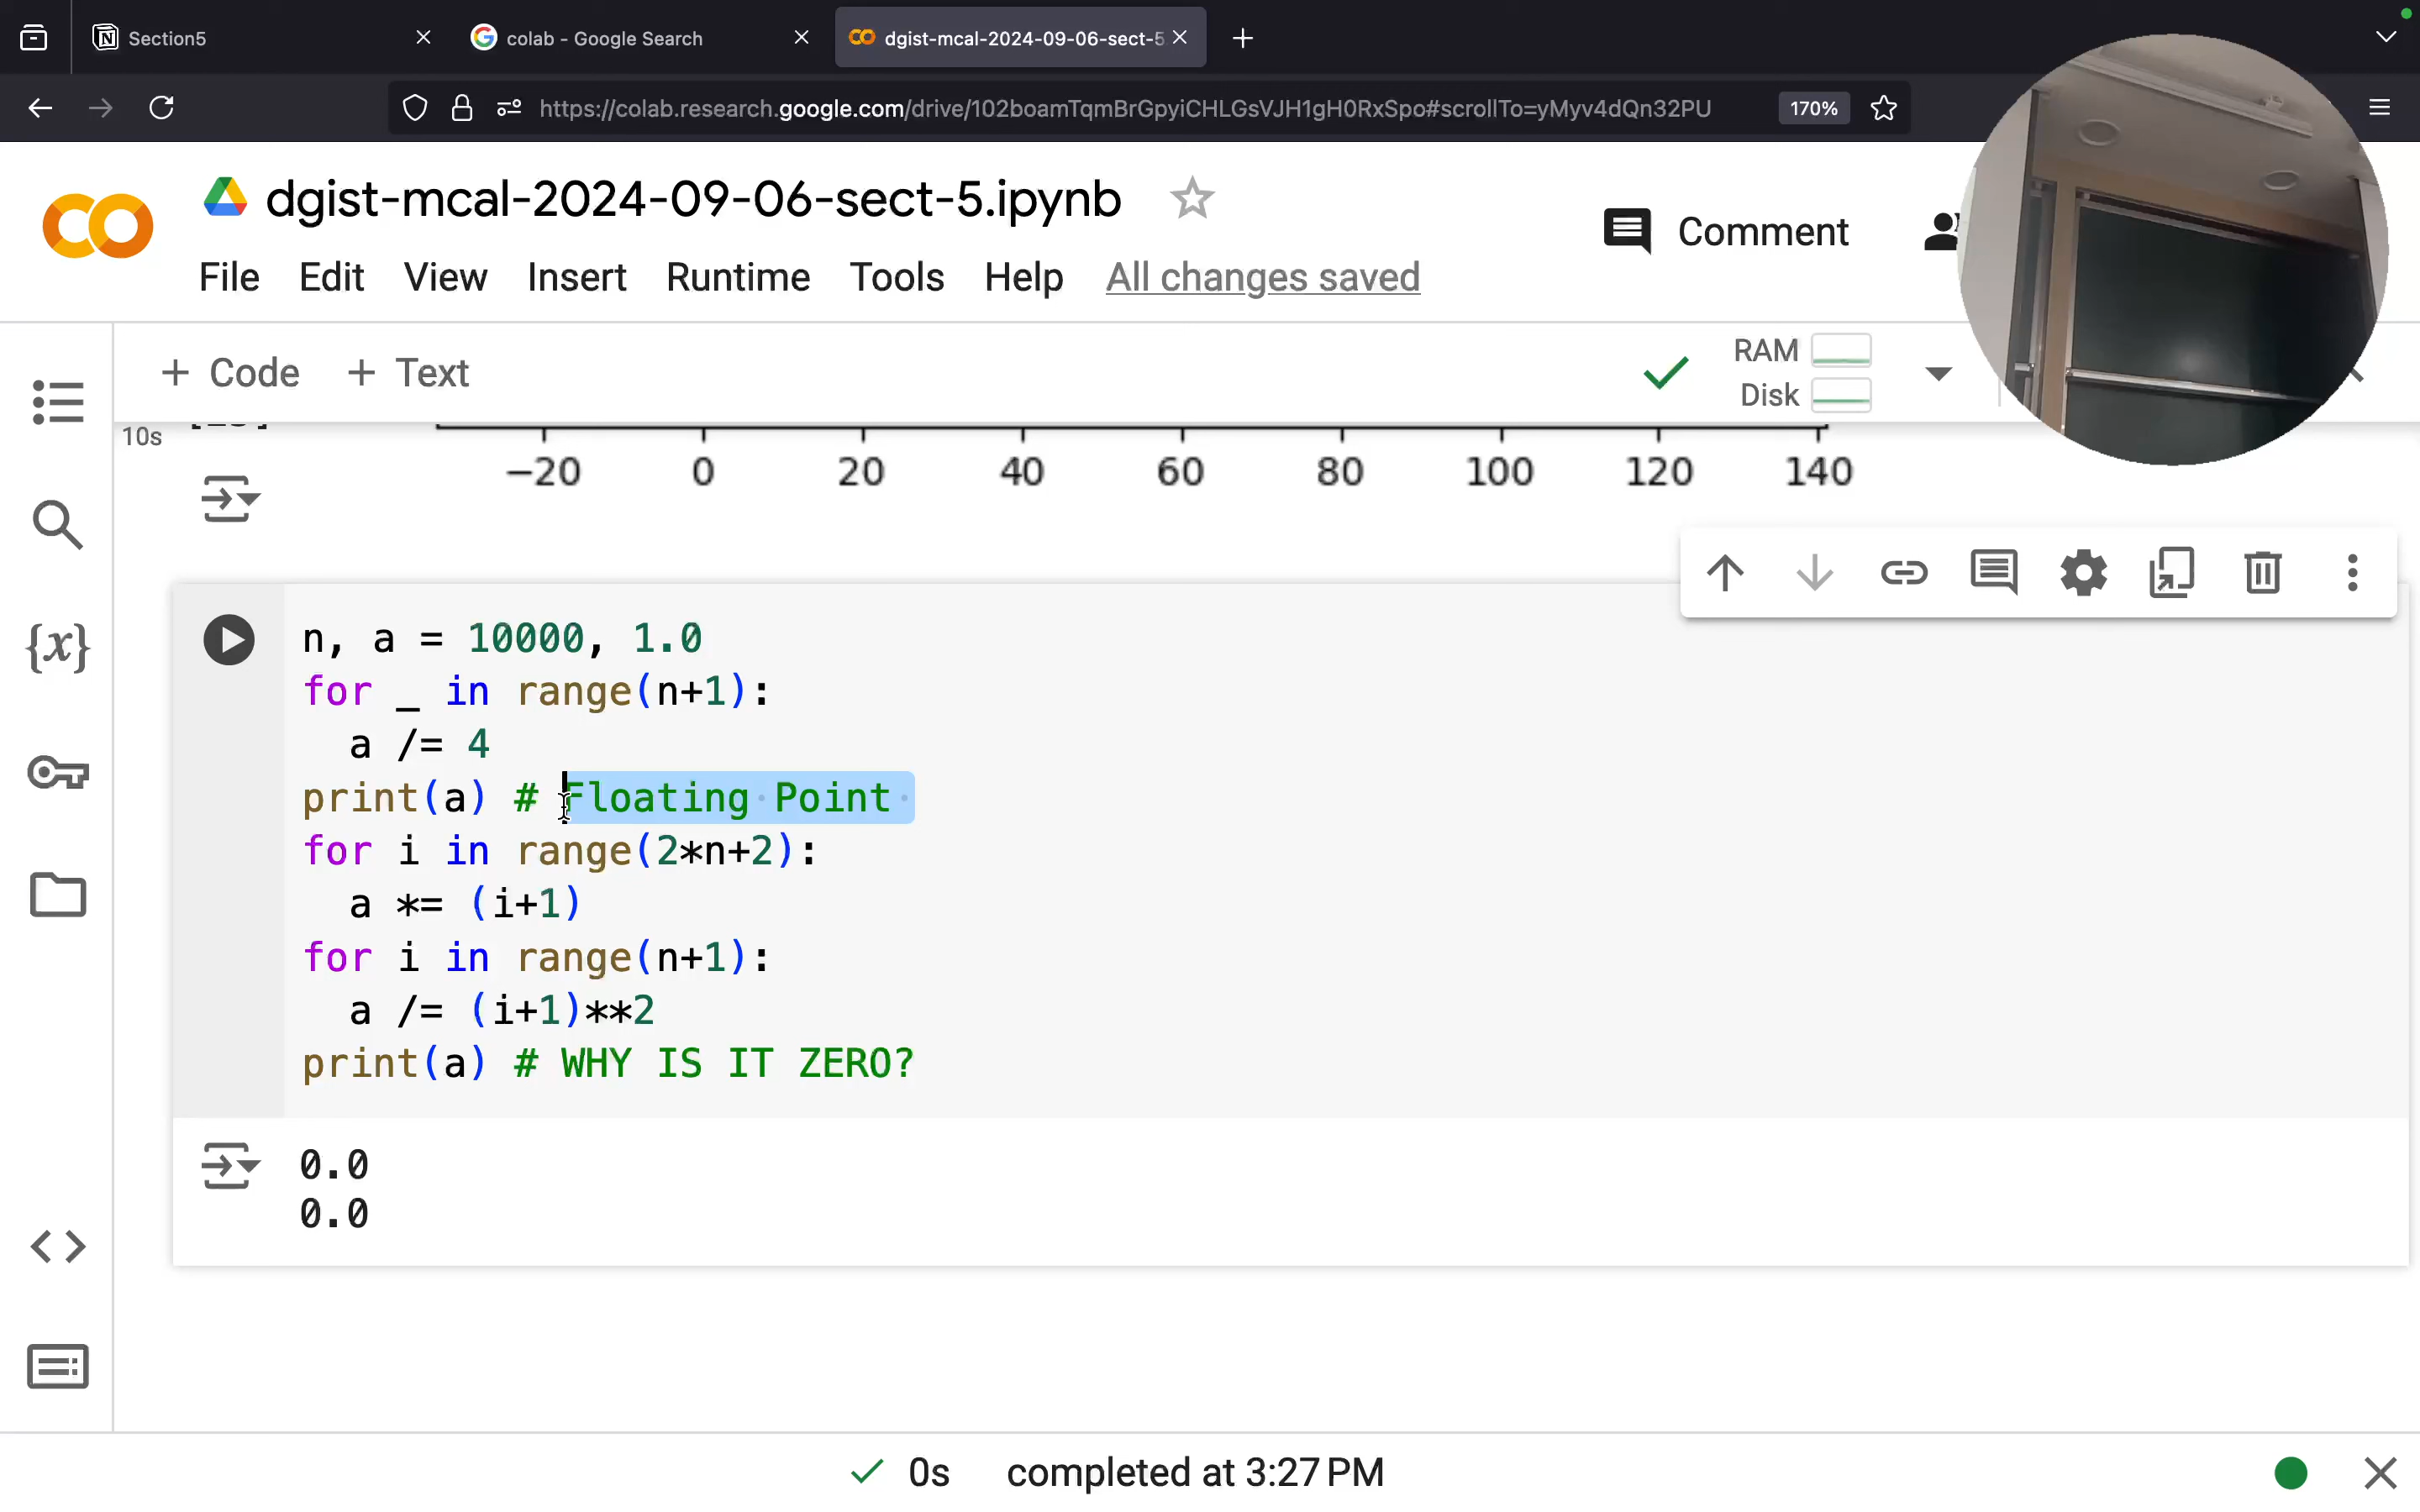 Section5
colab - Google Search
dgist-mcal-2024-09-06-sect-5
https://colab.research.google.com/drive/102boamTqmBrGpyiCHLGsVJH1gH0RxSpo#scrollTo=yMyv4dQn32PU
170%
dgist-mcal-2024-09-06-sect-5.ipynb
Comment
File Edit View Insert Runtime Tools Help All changes saved
+ Code + Text
RAM
Disk
10s
−20 0 20 40 60 80 100 120 140
n, a = 10000, 1.0
for _ in range(n+1):
  a /= 4
print(a) # Floating Point
for i in range(2*n+2):
  a *= (i+1)
for i in range(n+1):
  a /= (i+1)**2
print(a) # WHY IS IT ZERO?
0.0
0.0
0s completed at 3:27 PM